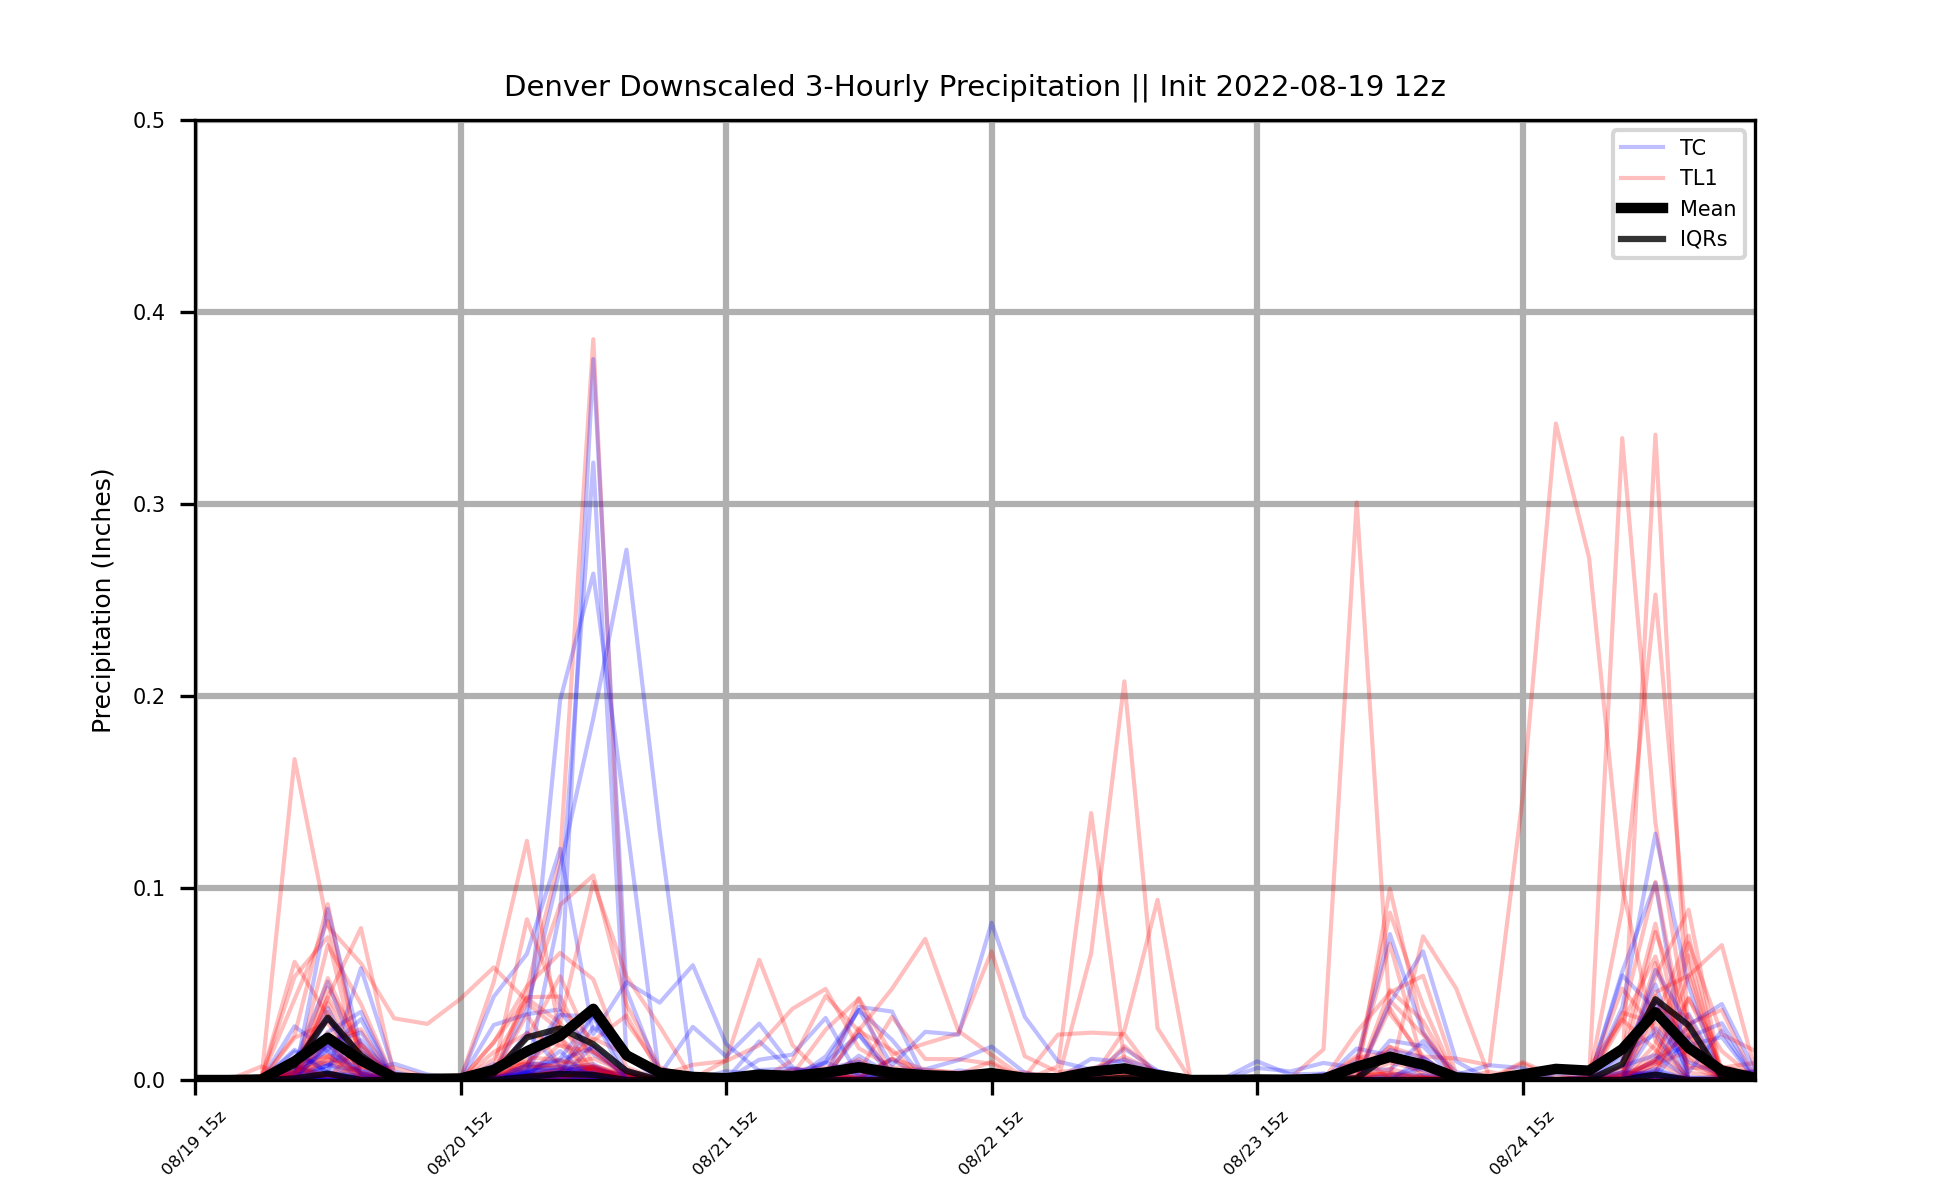 Denver Downscaled 3-Hourly Precipitation || Init 2022-08-19 12z
0.5
0.4
0.3
0.2
0.1
0.0
Precipitation (Inches)
TC
TL1
Mean
IQRs
08/19 15z
08/20 15z
08/21 15z
08/22 15z
08/23 15z
08/24 15z